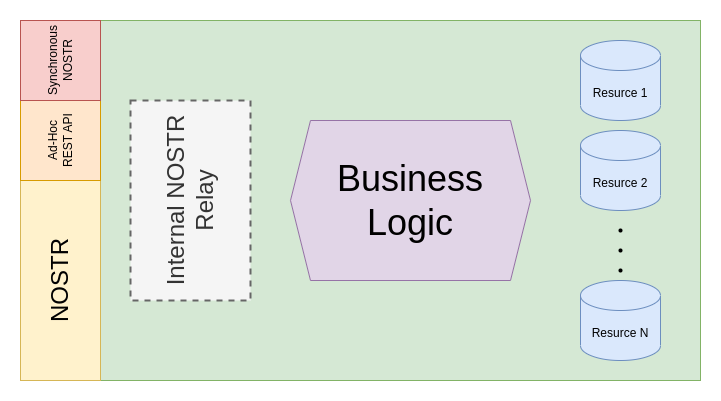 Synchronous
NOSTR
Ad-Hoc
REST API
NOSTR
Internal NOSTR
Relay
Business
Logic
Resurce 1
Resurce 2
Resurce N